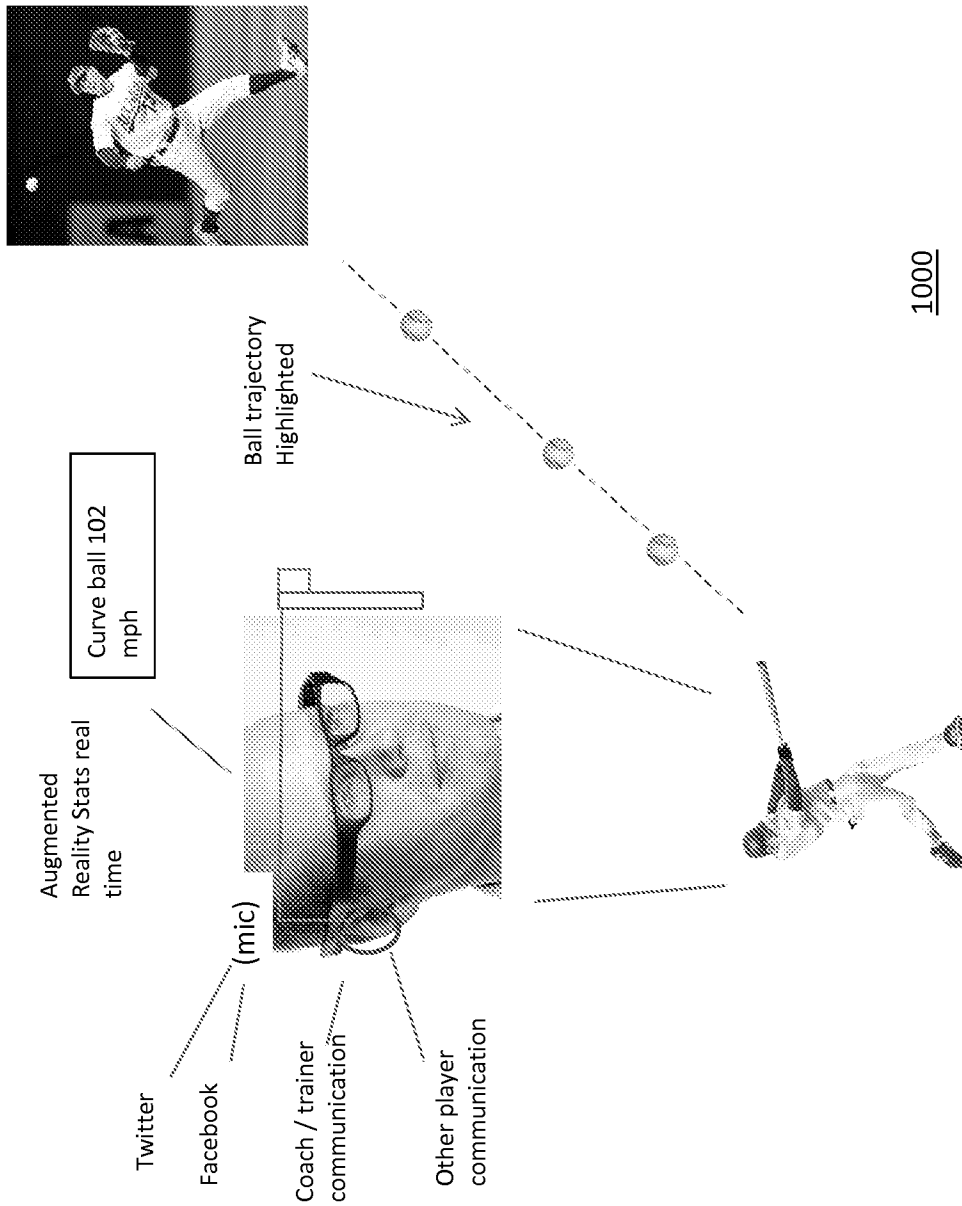 Twitter
Facebook
Coach / trainer
communication
Other player
communication
(mic)
Augmented
Reality Stats real
time
Curve ball 102
mph
Ball trajectory
Highlighted
A
1000